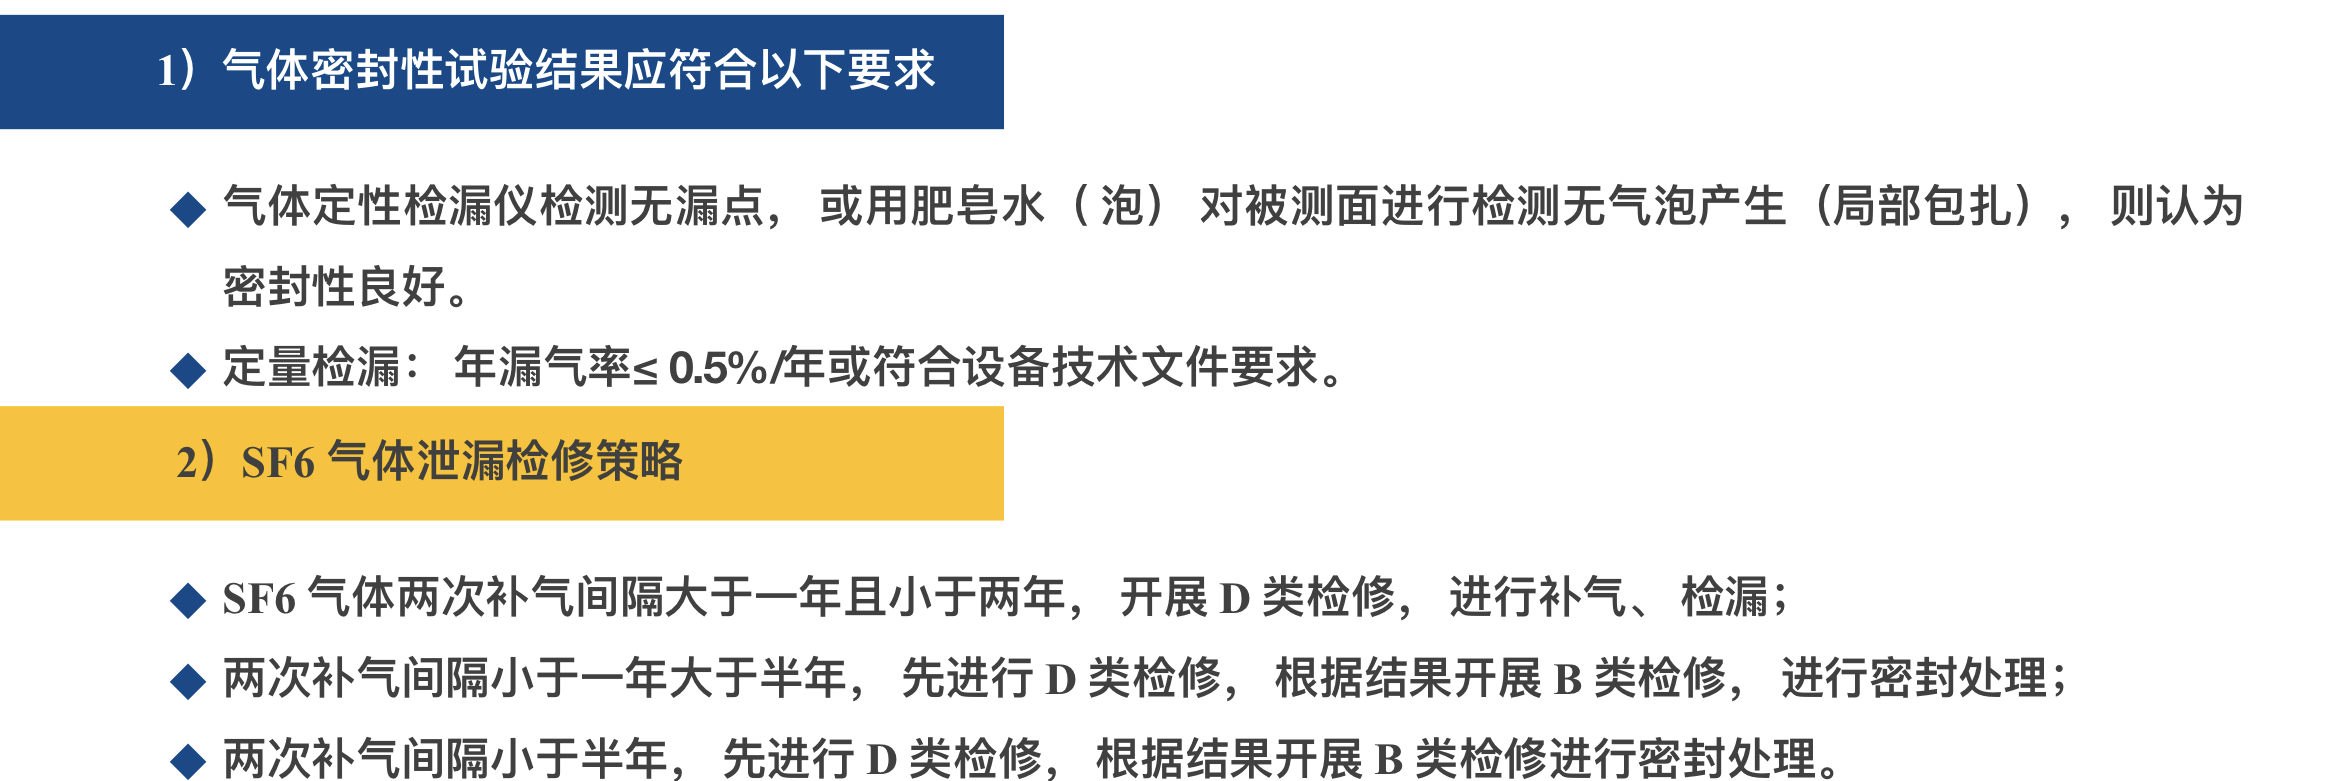 1）气体密封性试验结果应符合以下要求
◆ 气体定性检漏仪检测无漏点， 或用肥皂水（ 泡） 对被测面进行检测无气泡产生（局部包扎）， 则认为
密封性良好。
◆ 定量检漏： 年漏气率≤ 0.5%/年或符合设备技术文件要求。
2）SF6 气体泄漏检修策略
◆ SF6 气体两次补气间隔大于一年且小于两年， 开展 D 类检修， 进行补气、 检漏；
◆ 两次补气间隔小于一年大于半年， 先进行 D 类检修， 根据结果开展 B 类检修， 进行密封处理；
◆ 两次补气间隔小于半年， 先进行 D 类检修， 根据结果开展 B 类检修进行密封处理。